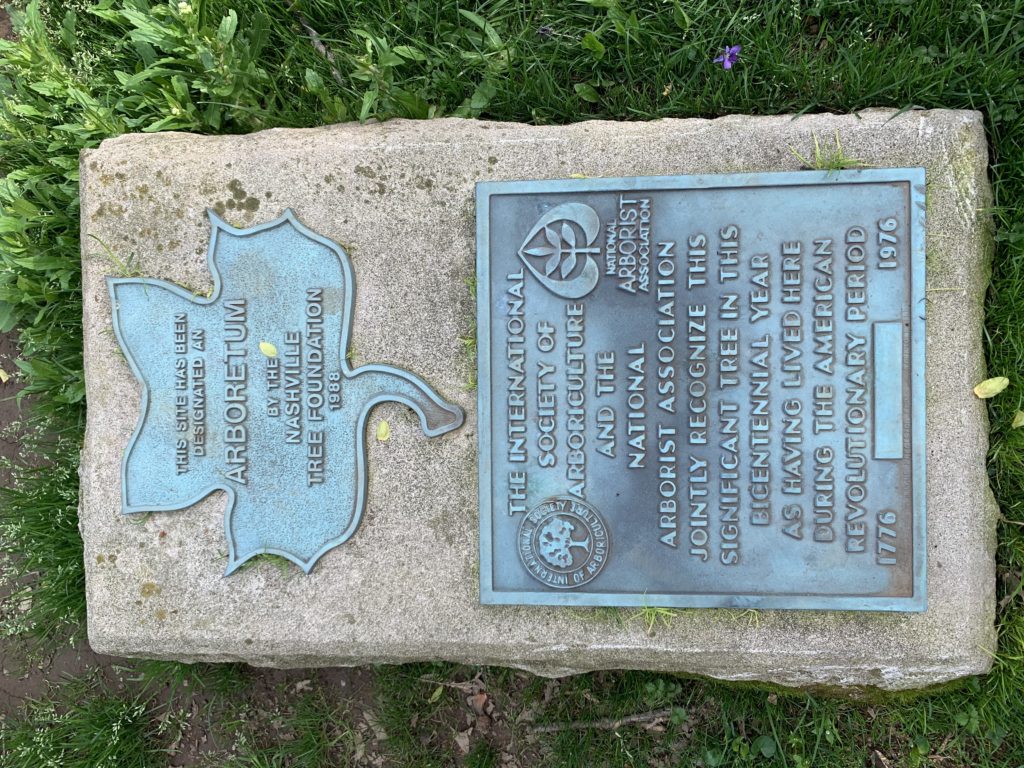 THIS SITE HAS BEEN
DESIGNATED AN
ARBORETUM
BY THE
NASHVILLE
TREE FOUNDATION
1988
THE INTERNATIONAL
SOCIETY OF
ARBORICULTURE
AND THE
NATIONAL
ARBORIST ASSOCIATION
JOINTLY RECOGNIZE THIS
SIGNIFICANT TREE IN THIS
BICENTENNIAL YEAR
AS HAVING LIVED HERE
DURING THE AMERICAN
REVOLUTIONARY PERIOD
1776 1976
INTERNATIONAL SOCIETY OF ARBORICULTURE
NATIONAL
ARBORIST
ASSOCIATION